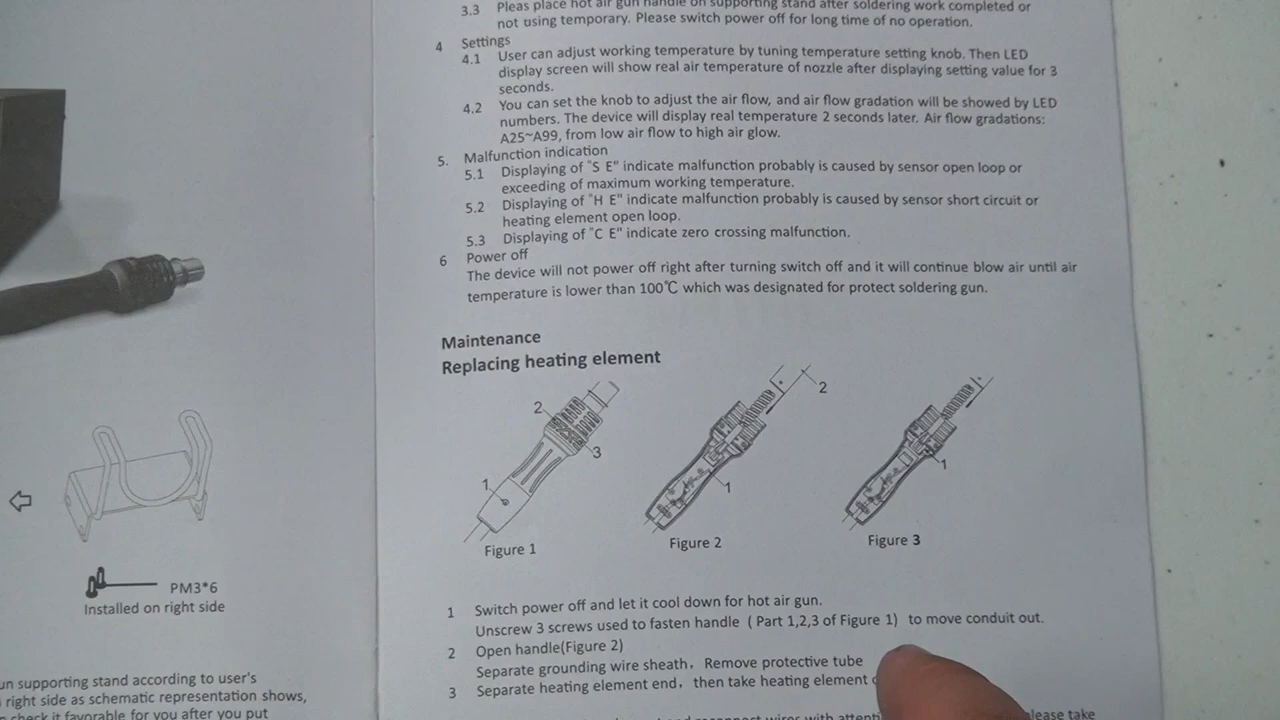 PM3*6
Installed on right side
un supporting stand according to user's
right side as schematic representation shows,
check it favorable for you after you put
3.3 Pleas place hot air gun handle on supporting stand after soldering work completed or
not using temporary. Please switch power off for long time of no operation.
4 Settings
4.1 User can adjust working temperature by tuning temperature setting knob. Then LED
display screen will show real air temperature of nozzle after displaying setting value for 3
seconds.
4.2 You can set the knob to adjust the air flow, and air flow gradation will be showed by LED
numbers. The device will display real temperature 2 seconds later. Air flow gradations:
A25~A99, from low air flow to high air glow.
5. Malfunction indication
5.1 Displaying of "S E" indicate malfunction probably is caused by sensor open loop or
exceeding of maximum working temperature.
5.2 Displaying of "H E" indicate malfunction probably is caused by sensor short circuit or
heating element open loop.
5.3 Displaying of "C E" indicate zero crossing malfunction.
6 Power off
The device will not power off right after turning switch off and it will continue blow air until air
temperature is lower than 100℃ which was designated for protect soldering gun.
Maintenance
Replacing heating element
2
3
1
Figure 1
2
1
Figure 2
1
Figure 3
1 Switch power off and let it cool down for hot air gun.
Unscrew 3 screws used to fasten handle ( Part 1,2,3 of Figure 1) to move conduit out.
2 Open handle(Figure 2)
Separate grounding wire sheath, Remove protective tube
3 Separate heating element end, then take heating element
and reconnect wires with please take